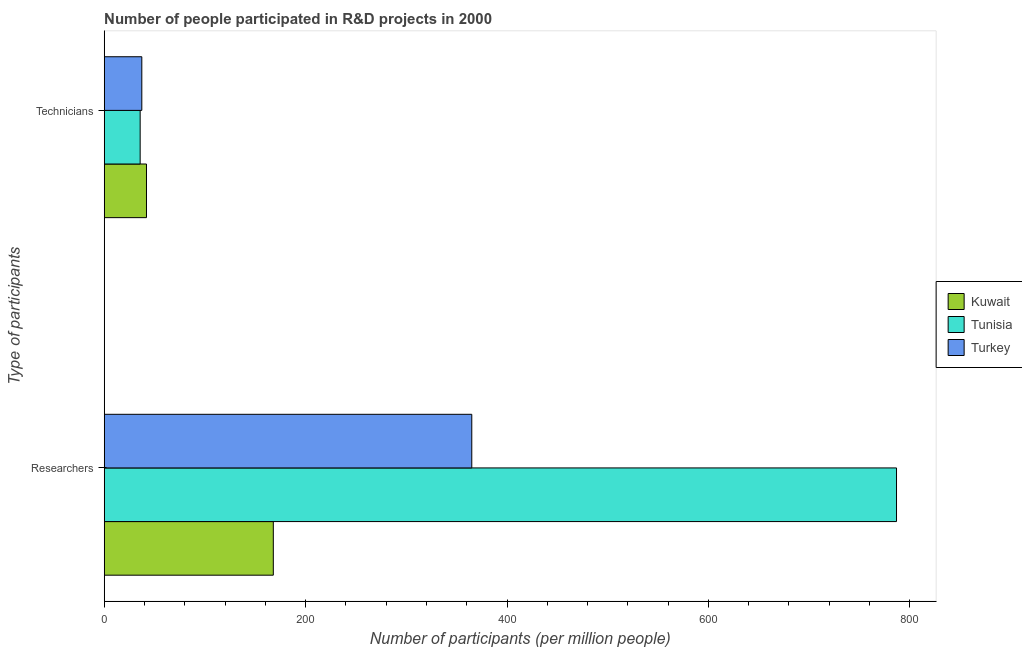 Number of people participated in R&D projects in 2000
Type of participants
Technicians
Researchers
0
200
400
600
800
Number of participants (per million people)
Kuwait
Tunisia
Turkey